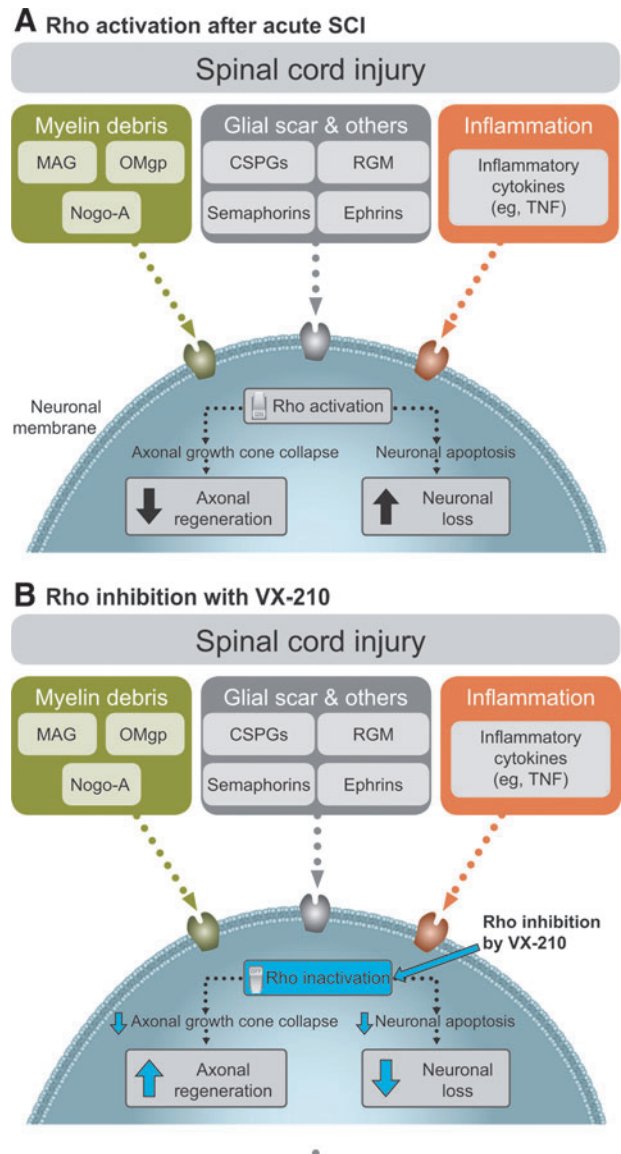 A Rho activation after acute SCI
Spinal cord injury
Myelin debris
MAG
OMgp
Nogo-A
Glial scar & others
CSPGs
RGM
Semaphorins
Ephrins
Inflammation
Inflammatory
cytokines
(eg, TNF)
Neuronal
membrane
ON
Rho activation
Axonal growth cone collapse
Neuronal apoptosis
Axonal
regeneration
Neuronal
loss
B Rho inhibition with VX-210
Spinal cord injury
Myelin debris
MAG
OMgp
Nogo-A
Glial scar & others
CSPGs
RGM
Semaphorins
Ephrins
Inflammation
Inflammatory
cytokines
(eg, TNF)
Rho inhibition
by VX-210
OFF
Rho inactivation
Axonal growth cone collapse
Neuronal apoptosis
Axonal
regeneration
Neuronal
loss